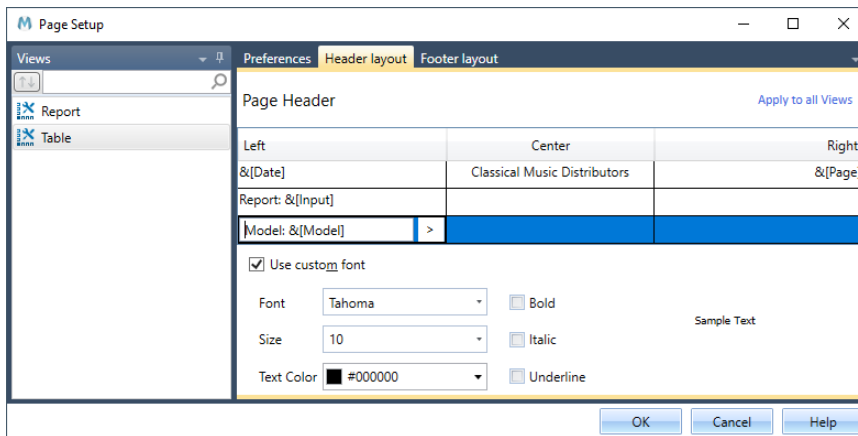 Page Setup
Views
Preferences Header layout Footer layout
Page Header
Apply to all Views
Report
Table
Left Center Right
&[Date] Classical Music Distributors &[Page]
Report: &[Input]
Model: &[Model] >
Use custom font
Font Tahoma Bold
Sample Text
Size 10 Italic
Text Color #000000 Underline
OK Cancel Help